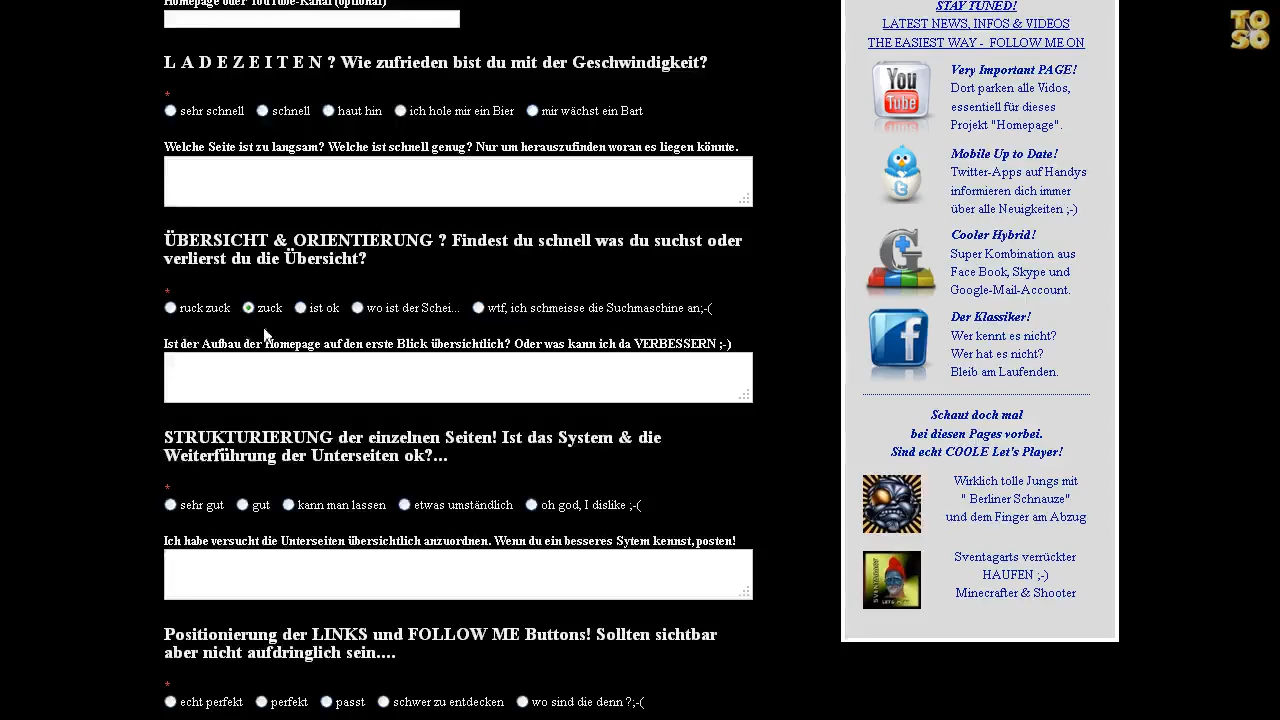 Homepage oder YouTube-Kanal (optional)
L A D E Z E I T E N ? Wie zufrieden bist du mit der Geschwindigkeit?
*
sehr schnell schnell haut hin ich hole mir ein Bier mir wächst ein Bart
Welche Seite ist zu langsam? Welche ist schnell genug? Nur um herauszufinden woran es liegen könnte.
ÜBERSICHT & ORIENTIERUNG ? Findest du schnell was du suchst oder
verlierst du die Übersicht?
*
ruck zuck zuck ist ok wo ist der Schei... wtf, ich schmeisse die Suchmaschine an;-(
Ist der Aufbau der Homepage auf den erste Blick übersichtlich? Oder was kann ich da VERBESSERN ;-)
STRUKTURIERUNG der einzelnen Seiten! Ist das System & die
Weiterführung der Unterseiten ok?...
*
sehr gut gut kann man lassen etwas umständlich oh god, I dislike ;-(
Ich habe versucht die Unterseiten übersichtlich anzuordnen. Wenn du ein besseres Sytem kennst, posten!
Positionierung der LINKS und FOLLOW ME Buttons! Sollten sichtbar
aber nicht aufdringlich sein....
*
echt perfekt perfekt passt schwer zu entdecken wo sind die denn ?;-(
STAY TUNED!
LATEST NEWS, INFOS & VIDEOS
THE EASIEST WAY - FOLLOW ME ON
You
Tube
Very Important PAGE!
Dort parken alle Vidos,
essentiell für dieses
Projekt "Homepage".
t
Mobile Up to Date!
Twitter-Apps auf Handys
informieren dich immer
über alle Neuigkeiten ;-)
G
Cooler Hybrid!
Super Kombination aus
Face Book, Skype und
Google-Mail-Account.
f
Der Klassiker!
Wer kennt es nicht?
Wer hat es nicht?
Bleib am Laufenden.
Schaut doch mal
bei diesen Pages vorbei.
Sind echt COOLE Let's Player!
Wirklich tolle Jungs mit
" Berliner Schnauze"
und dem Finger am Abzug
Sventagarts verrückter
HAUFEN ;-)
Minecrafter & Shooter
TO
SO